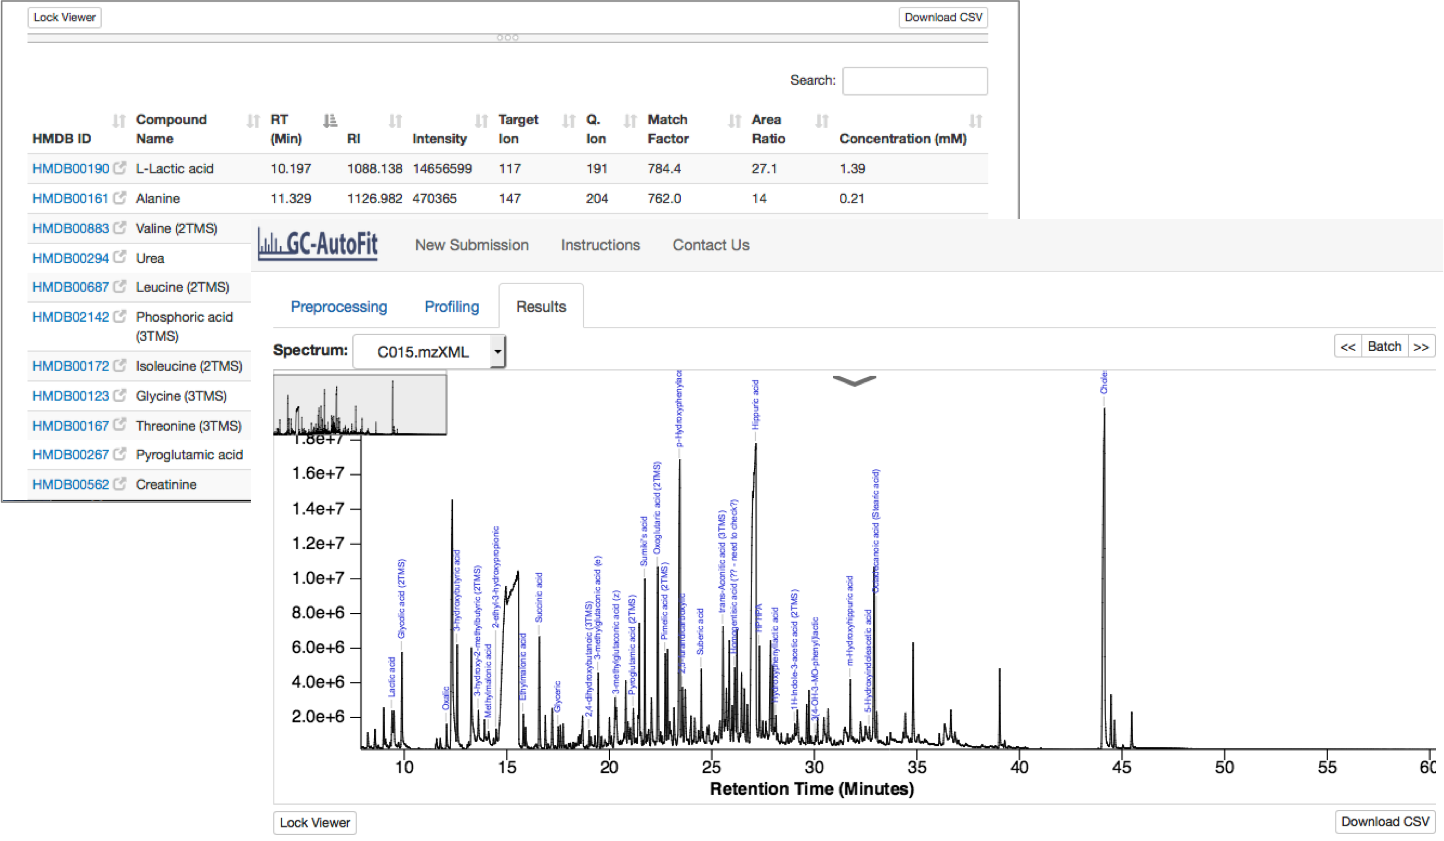 Lock Viewer
Download CSV
Search:
HMDB ID Compound Name RT (Min) RI Intensity Target Ion Q. Ion Match Factor Area Ratio Concentration (mM)
HMDB00190 L-Lactic acid 10.197 1088.138 14656599 117 191 784.4 27.1 1.39
HMDB00161 Alanine 11.329 1126.982 470365 147 204 762.0 14 0.21
HMDB00883 Valine (2TMS)
HMDB00294 Urea
HMDB00687 Leucine (2TMS)
HMDB02142 Phosphoric acid
(3TMS)
HMDB00172 Isoleucine (2TMS)
HMDB00123 Glycine (3TMS)
HMDB00167 Threonine (3TMS)
HMDB00267 Pyroglutamic acid
HMDB00562 Creatinine
GC-AutoFit New Submission Instructions Contact Us
Preprocessing Profiling Results
Spectrum: C015.mzXML
<< Batch >>
1.8e+7
1.6e+7
1.4e+7
1.2e+7
1.0e+7
8.0e+6
6.0e+6
4.0e+6
2.0e+6
Lactic acid
Glycolic acid (2TMS)
Oxalic
3-hydroxybutyric acid
3-hydroxy-2-methylbutyric (2TMS)
Methylmalonic acid
2-ethyl-3-hydroxypropionic
Ethylmalonic acid
Succinic acid
Glyceric
2,4-dihydroxybutanoic (3TMS)
3-methylglutaconic acid (e)
3-methylglutaconic acid (z)
Pyroglutamic acid (2TMS)
Sumiki's acid
Oxoglutaric acid (2TMS)
Pimelic acid (2TMS)
p-Hydroxyphenylac
Suberic acid
trans-Aconitic acid (3TMS)
Homogentisic acid (?? - need to check?)
Hippuric acid
HPHPA
Hydroxyphenyllactic acid
1H-Indole-3-acetic acid (2TMS)
3(4-OH-3-MO-phenyl)lactic
m-Hydroxyhippuric acid
5-Hydroxyindoleacetic acid
Octadecanoic acid (Stearic acid)
Choles
10 15 20 25 30 35 40 45 50 55 60
Retention Time (Minutes)
Lock Viewer
Download CSV